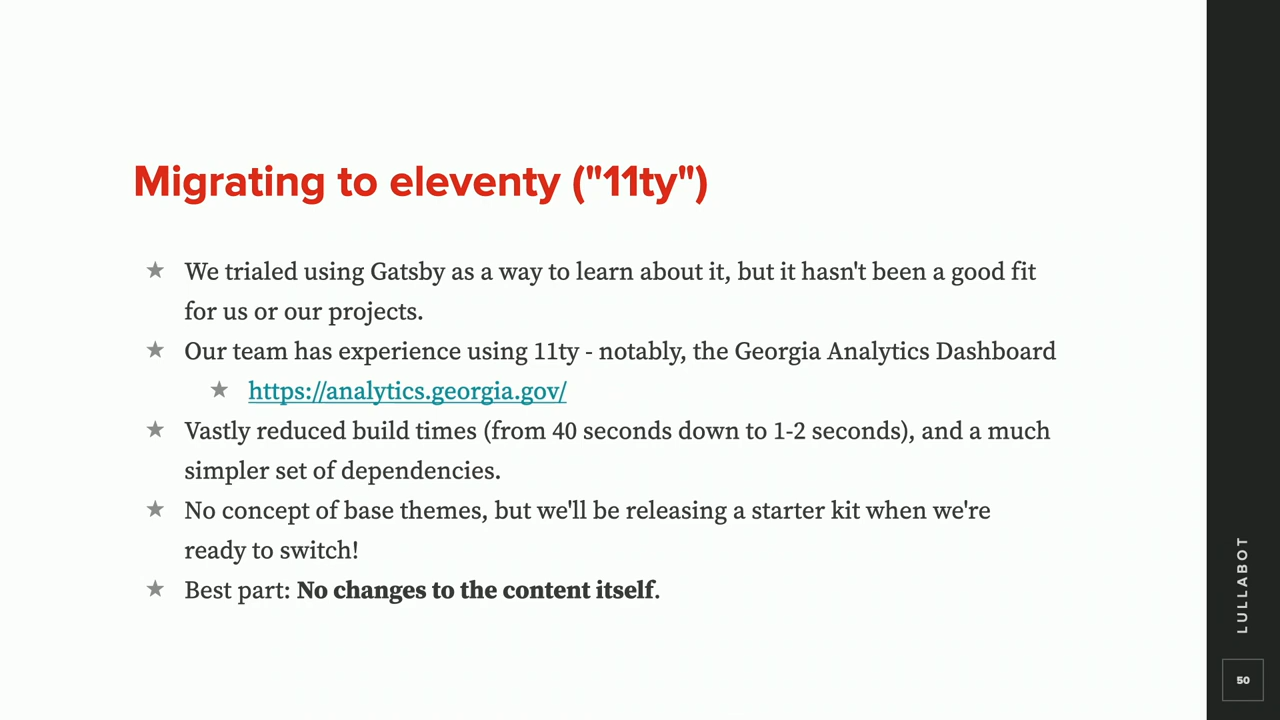 Migrating to eleventy ("11ty")
★ We trialed using Gatsby as a way to learn about it, but it hasn't been a good fit
for us or our projects.
★ Our team has experience using 11ty - notably, the Georgia Analytics Dashboard
★ https://analytics.georgia.gov/
★ Vastly reduced build times (from 40 seconds down to 1-2 seconds), and a much
simpler set of dependencies.
★ No concept of base themes, but we'll be releasing a starter kit when we're
ready to switch!
★ Best part: No changes to the content itself.
LULLABOT
50